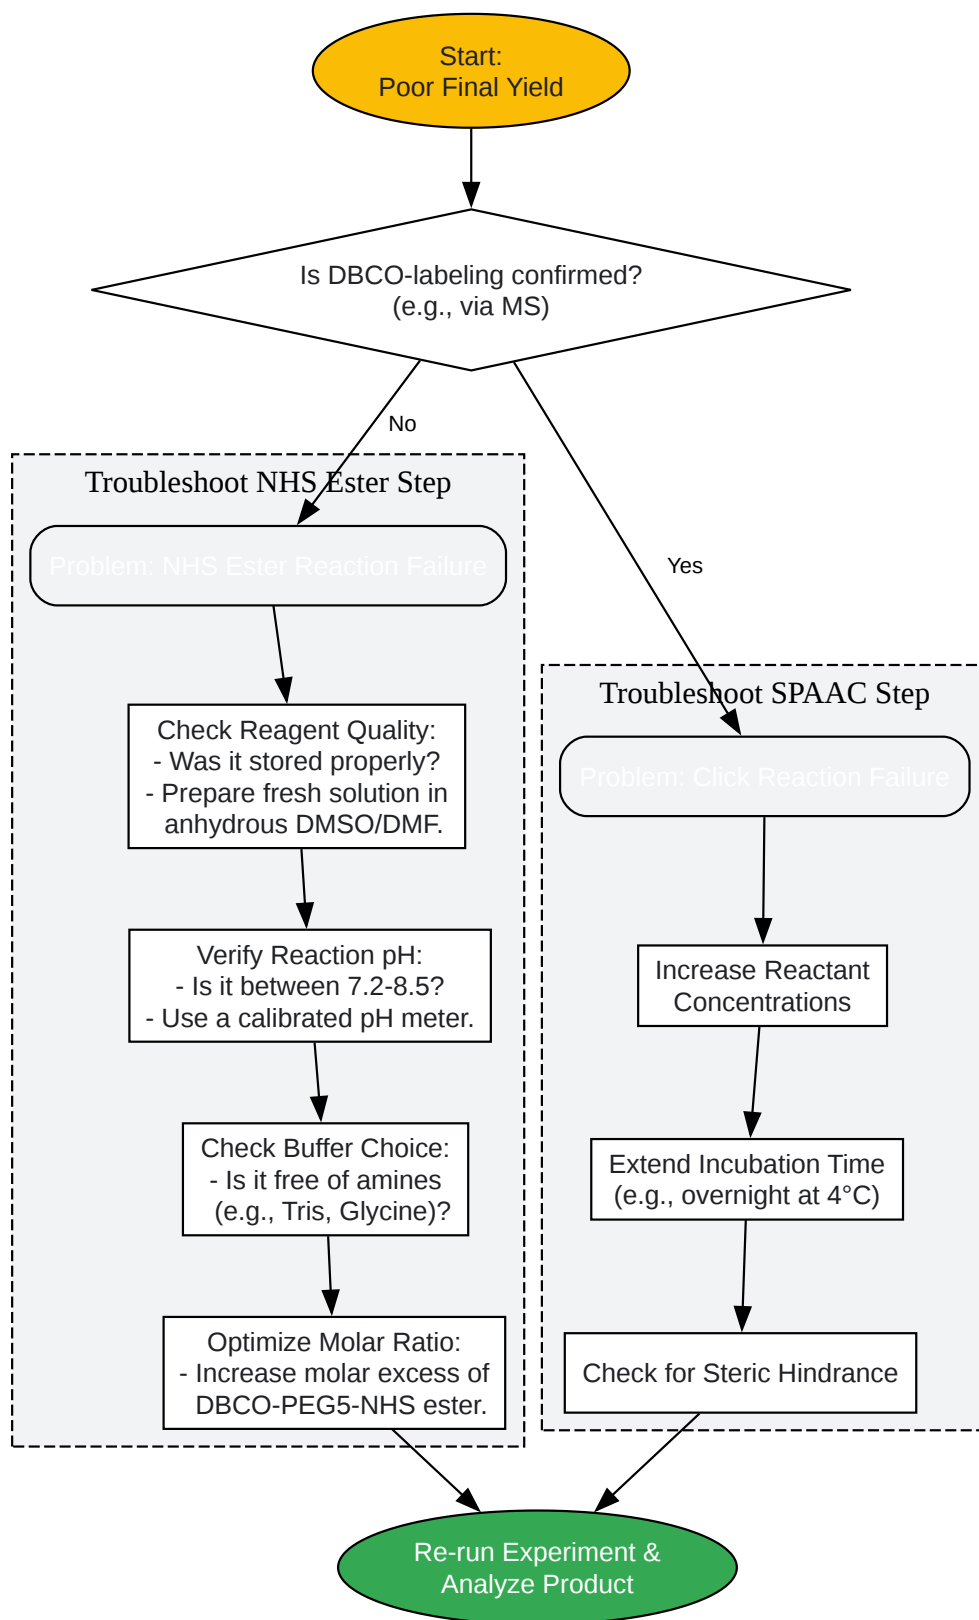 Start:
Poor Final Yield
Is DBCO-labeling confirmed?
(e.g., via MS)
No
Yes
Troubleshoot NHS Ester Step
Problem: NHS Ester Reaction Failure
Check Reagent Quality:
- Was it stored properly?
- Prepare fresh solution in
anhydrous DMSO/DMF.
Verify Reaction pH:
- Is it between 7.2-8.5?
- Use a calibrated pH meter.
Check Buffer Choice:
- Is it free of amines
(e.g., Tris, Glycine)?
Optimize Molar Ratio:
- Increase molar excess of
DBCO-PEG5-NHS ester.
Troubleshoot SPAAC Step
Problem: Click Reaction Failure
Increase Reactant
Concentrations
Extend Incubation Time
(e.g., overnight at 4°C)
Check for Steric Hindrance
Re-run Experiment &
Analyze Product